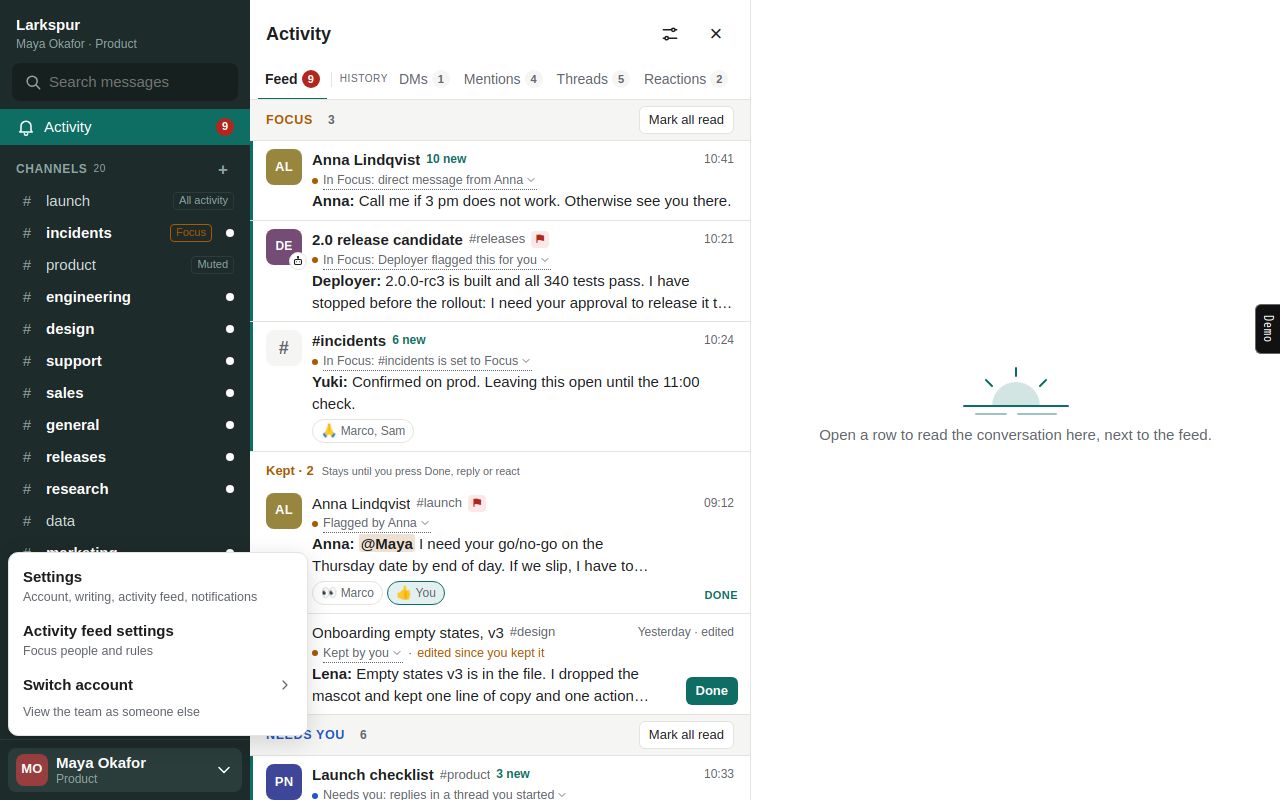 Larkspur
Maya Okafor · Product
Search messages
Activity
9
CHANNELS 20
+
# launch
All activity
# incidents
Focus
# product
Muted
# engineering
# design
# support
# sales
# general
# releases
# research
# data
Settings
Account, writing, activity feed, notifications
Activity feed settings
Focus people and rules
Switch account
View the team as someone else
MO
Maya Okafor
Product
Activity
Feed 9
HISTORY
DMs 1
Mentions 4
Threads 5
Reactions 2
FOCUS 3
Mark all read
AL
Anna Lindqvist 10 new
10:41
In Focus: direct message from Anna
Anna: Call me if 3 pm does not work. Otherwise see you there.
DE
2.0 release candidate #releases
10:21
In Focus: Deployer flagged this for you
Deployer: 2.0.0-rc3 is built and all 340 tests pass. I have
stopped before the rollout: I need your approval to release it t…
#
#incidents 6 new
10:24
In Focus: #incidents is set to Focus
Yuki: Confirmed on prod. Leaving this open until the 11:00
check.
🙏 Marco, Sam
Kept · 2 Stays until you press Done, reply or react
AL
Anna Lindqvist #launch
09:12
Flagged by Anna
Anna: @Maya I need your go/no-go on the
Thursday date by end of day. If we slip, I have to…
👀 Marco
👍 You
DONE
Onboarding empty states, v3 #design
Yesterday · edited
Kept by you · edited since you kept it
Lena: Empty states v3 is in the file. I dropped the
mascot and kept one line of copy and one action…
Done
NEEDS YOU 6
Mark all read
PN
Launch checklist #product 3 new
10:33
Needs you: replies in a thread you started
Open a row to read the conversation here, next to the feed.
Demo